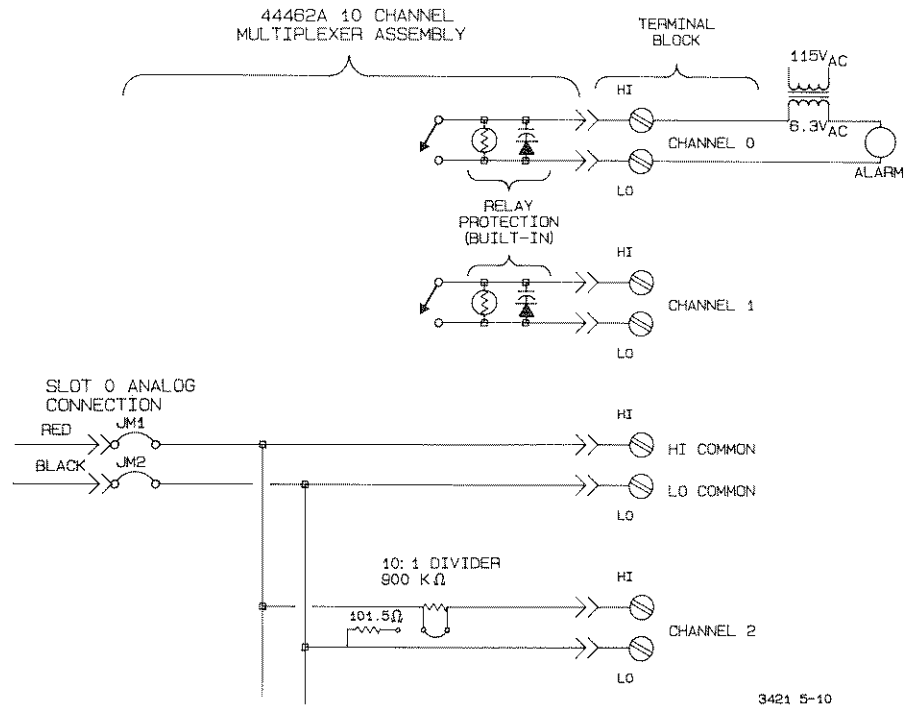 44462A 10 CHANNEL
MULTIPLEXER ASSEMBLY
TERMINAL
BLOCK
115VAC
HI
6.3VAC
CHANNEL 0
ALARM
LO
RELAY
PROTECTION
(BUILT-IN)
HI
CHANNEL 1
LO
SLOT 0 ANALOG
CONNECTION
RED
JM1
HI
HI COMMON
BLACK
JM2
LO COMMON
LO
10:1 DIVIDER
900 KΩ
HI
101.5Ω
CHANNEL 2
LO
3421 5-10